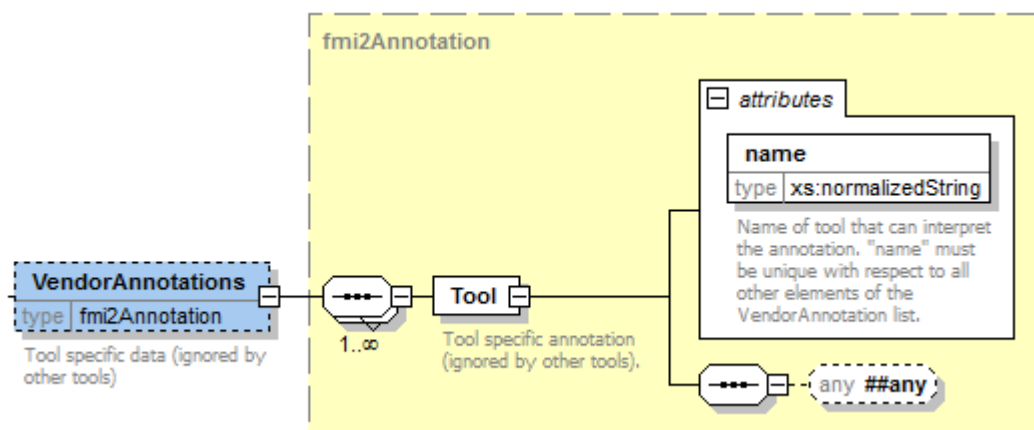 fmi2Annotation
attributes
name
type xs:normalizedString
Name of tool that can interpret
the annotation. "name" must
be unique with respect to all
other elements of the
VendorAnnotation list.
VendorAnnotations
type fmi2Annotation
Tool specific data (ignored by
other tools)
1..∞
Tool
Tool specific annotation
(ignored by other tools).
any ##any